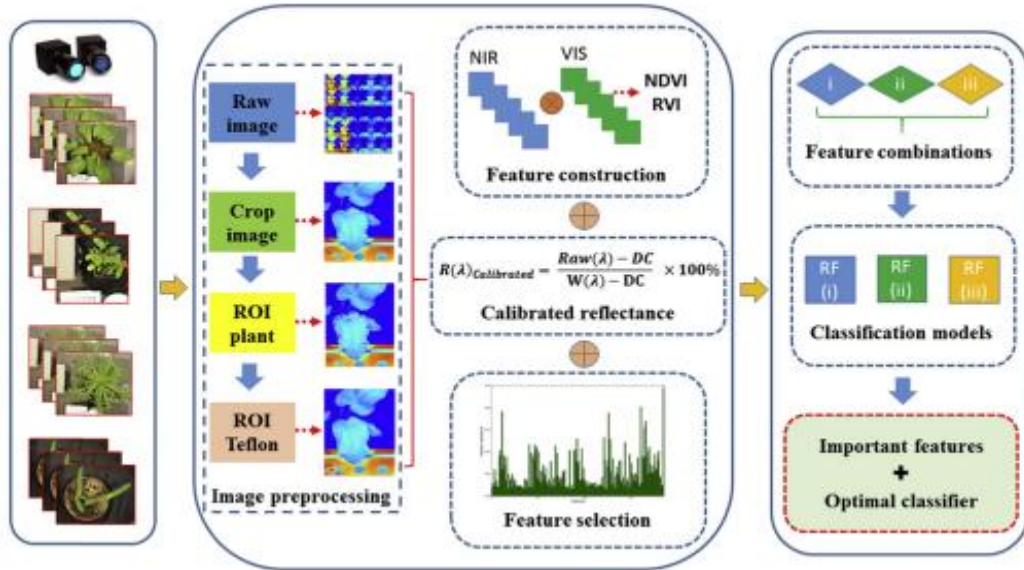 Raw
image
Crop
image
ROI
plant
ROI
Teflon
Image preprocessing
NIR
VIS
NDVI
RVI
Feature construction
R(λ)Calibrated = Raw(λ) − DC / W(λ) − DC × 100%
Calibrated reflectance
Feature selection
i
ii
iii
Feature combinations
RF
(i)
RF
(ii)
RF
(iii)
Classification models
Important features
+
Optimal classifier